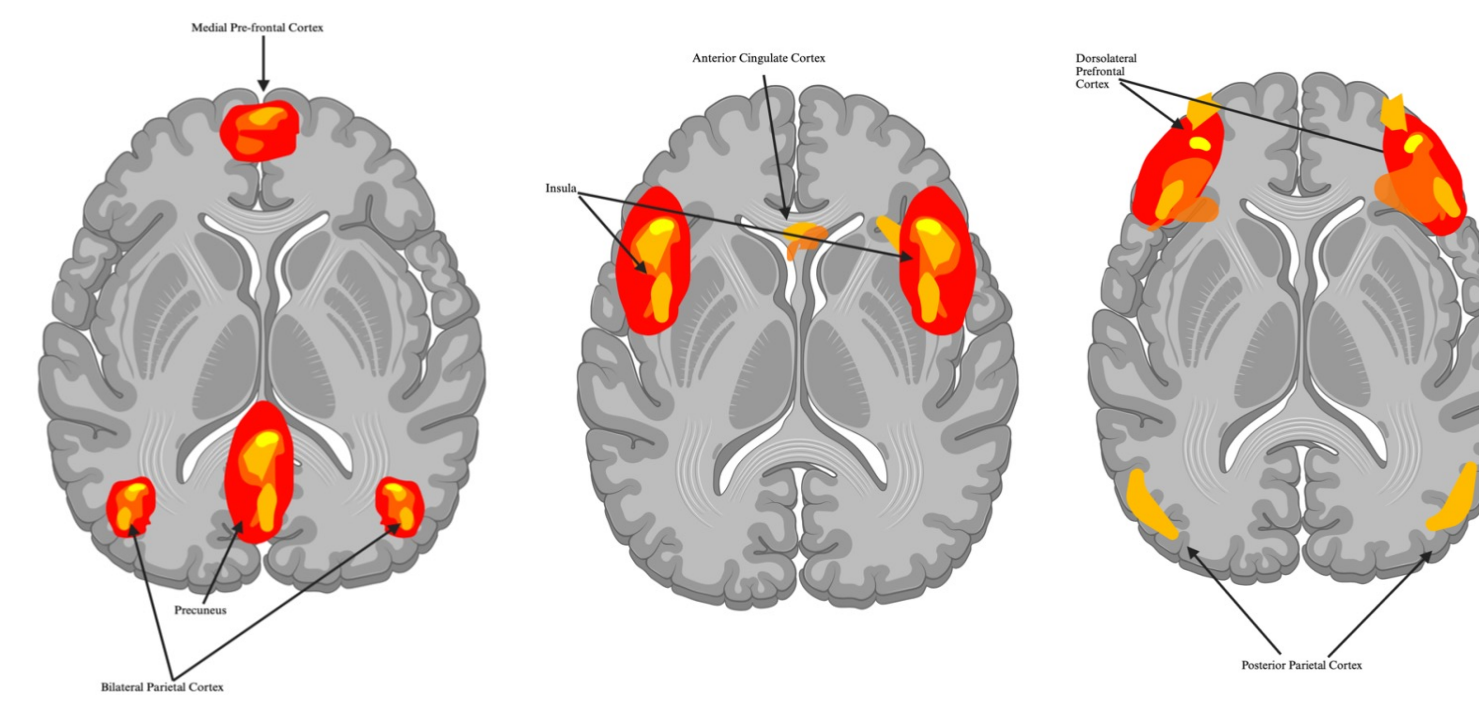 Medial Pre-frontal Cortex
Precuneus
Bilateral Parietal Cortex
Anterior Cingulate Cortex
Insula
Dorsolateral
Prefrontal
Cortex
Posterior Parietal Cortex